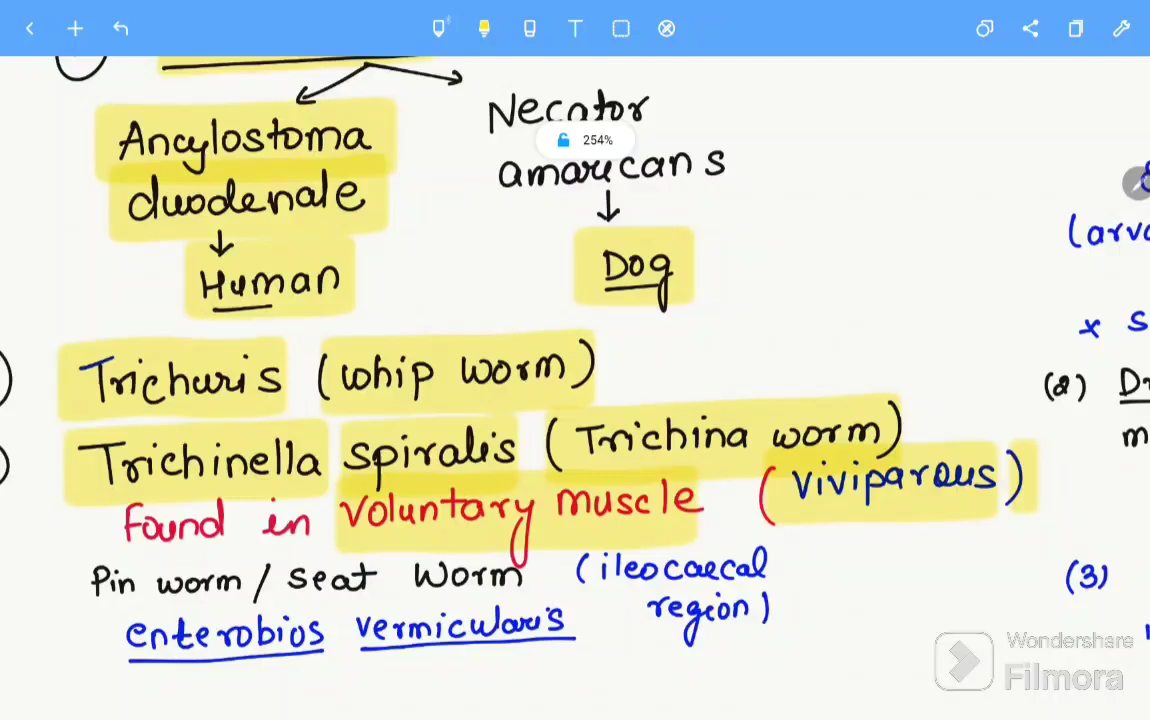 254%
Ancylostoma
duodenale
Human
Necator
amaricans
Dog
Trichuris (whip worm)
Trichinella spiralis (Trichina worm)
found in voluntary muscle (viviparous)
Pin worm / seat worm (ileocaecal
region)
enterobios vermicularis
(larv
x S
(2) D
m
(3)
Wondershare
Filmora